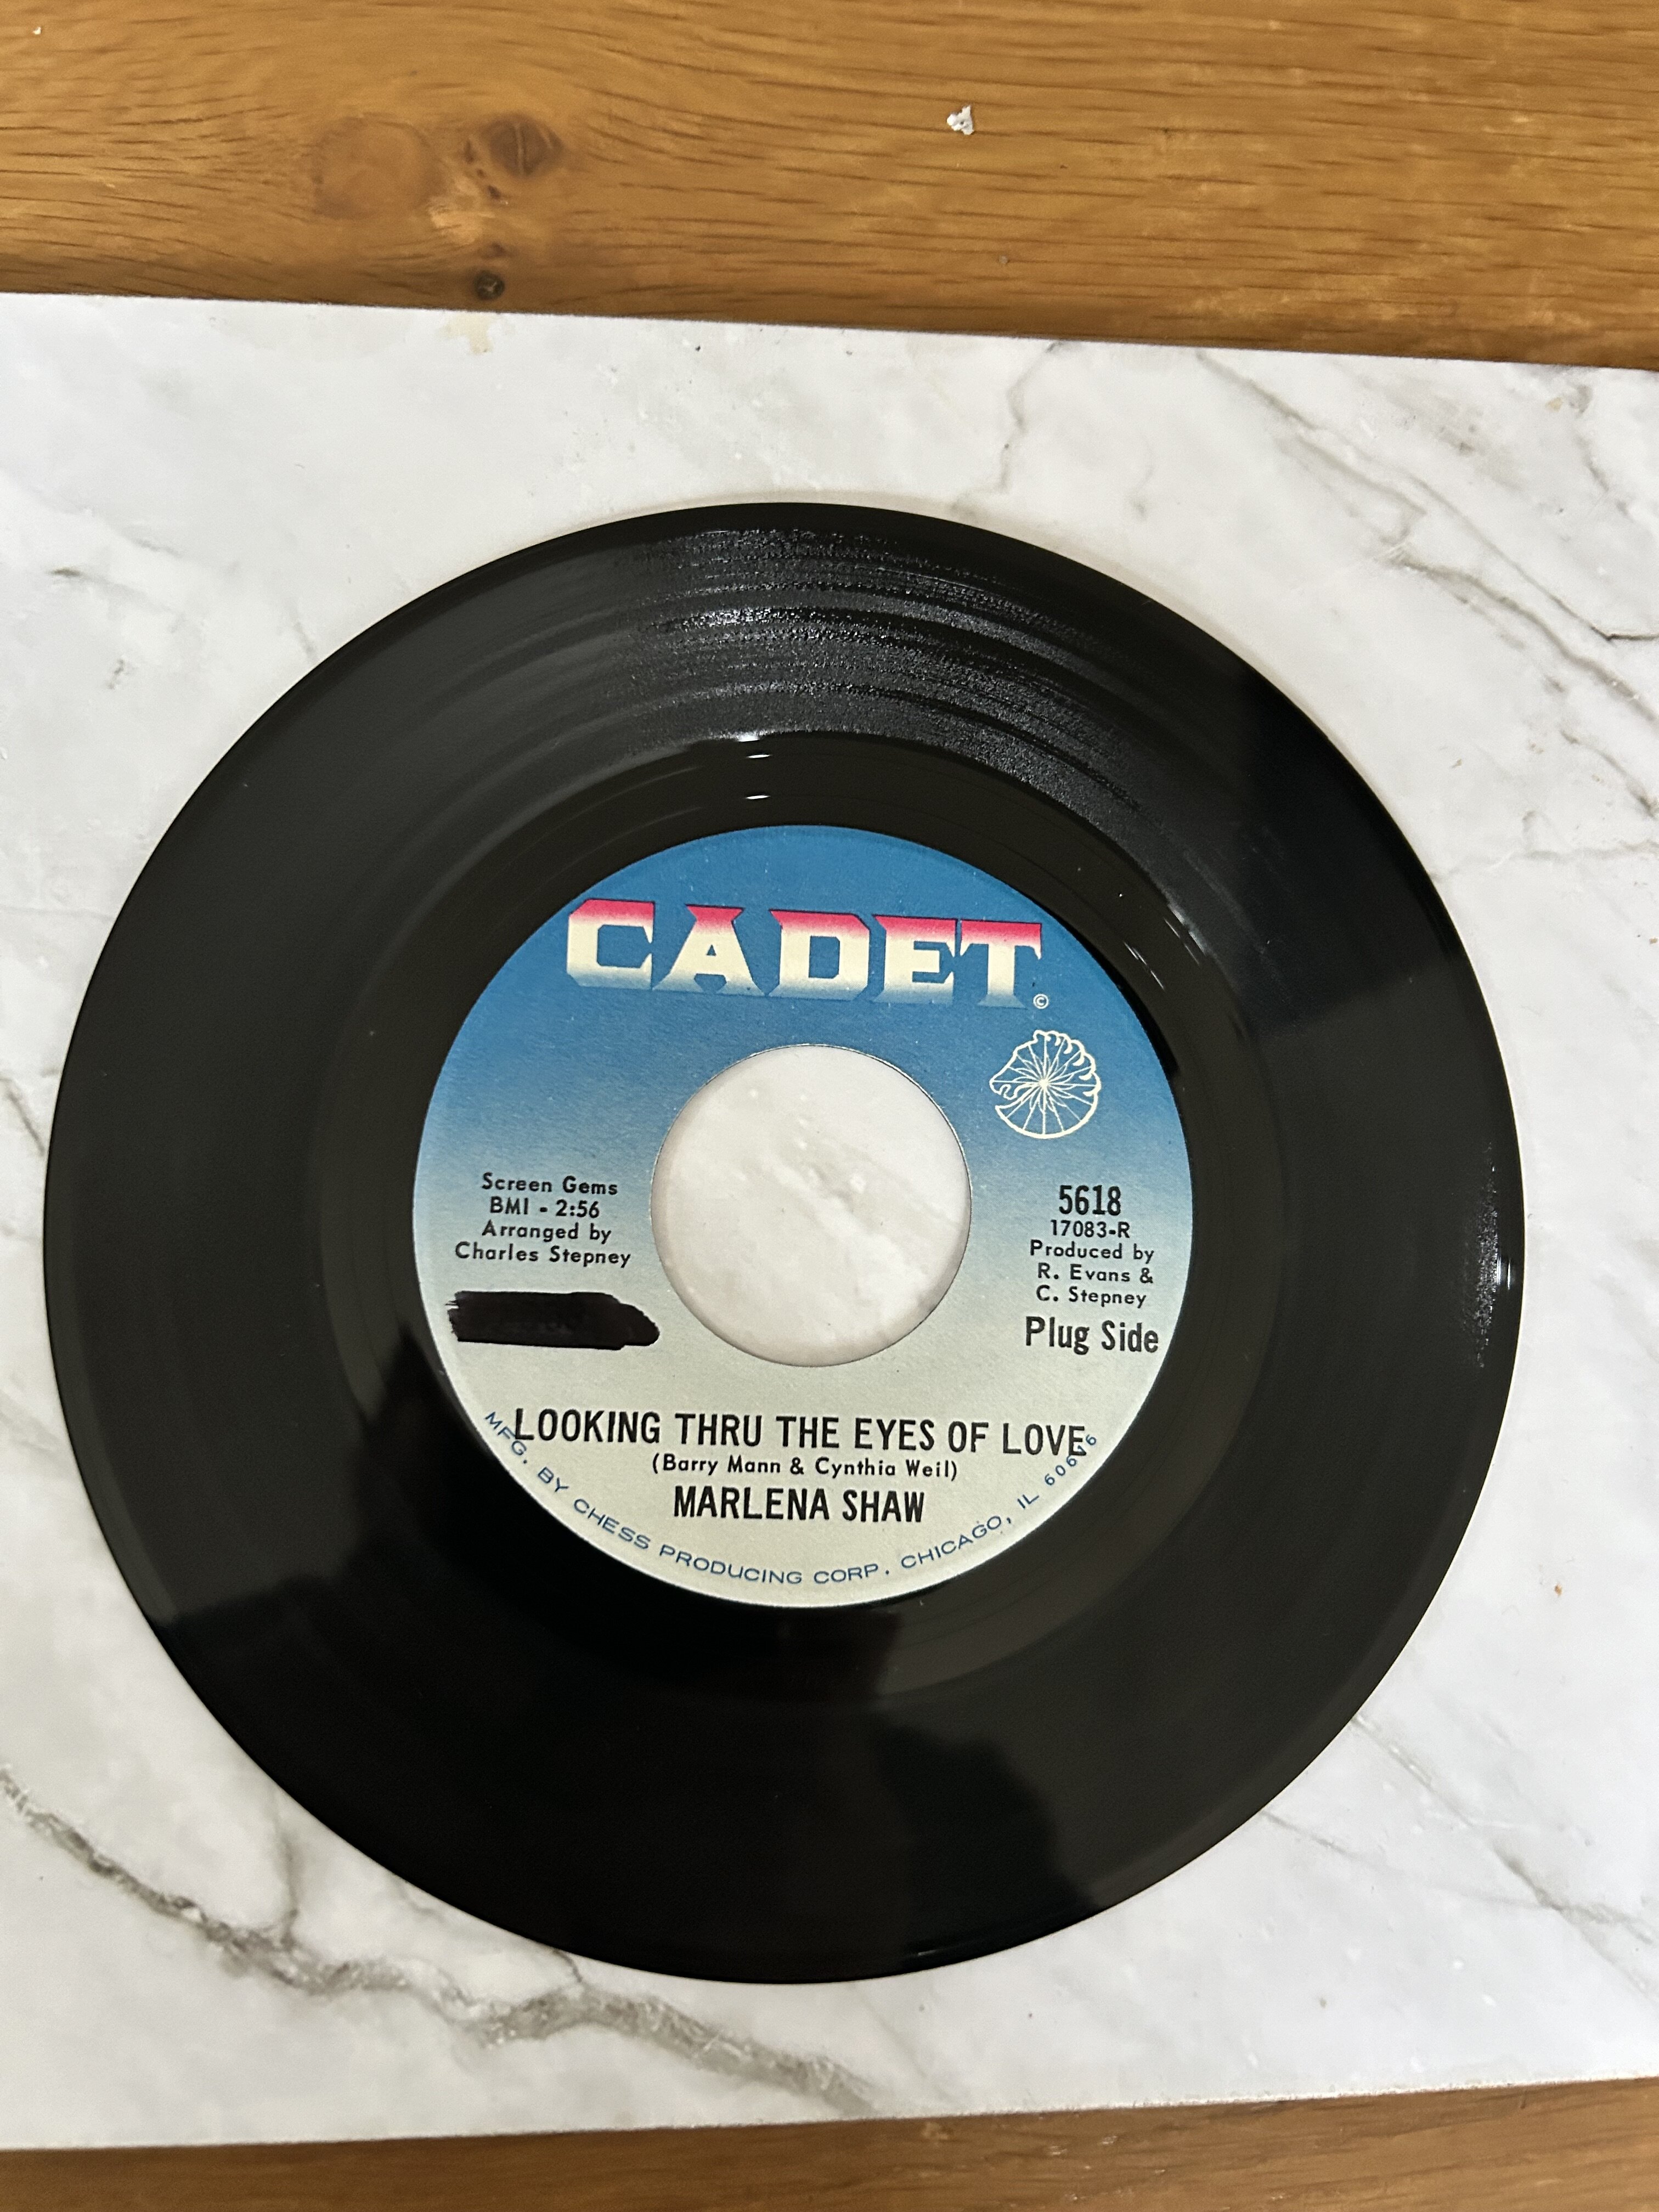 CADET
©
Screen Gems
BMI - 2:56
Arranged by
Charles Stepney
5618
17083-R
Produced by
R. Evans &
C. Stepney
Plug Side
LOOKING THRU THE EYES OF LOVE
(Barry Mann & Cynthia Weil)
MARLENA SHAW
MFG. BY CHESS PRODUCING CORP. CHICAGO, IL 60616